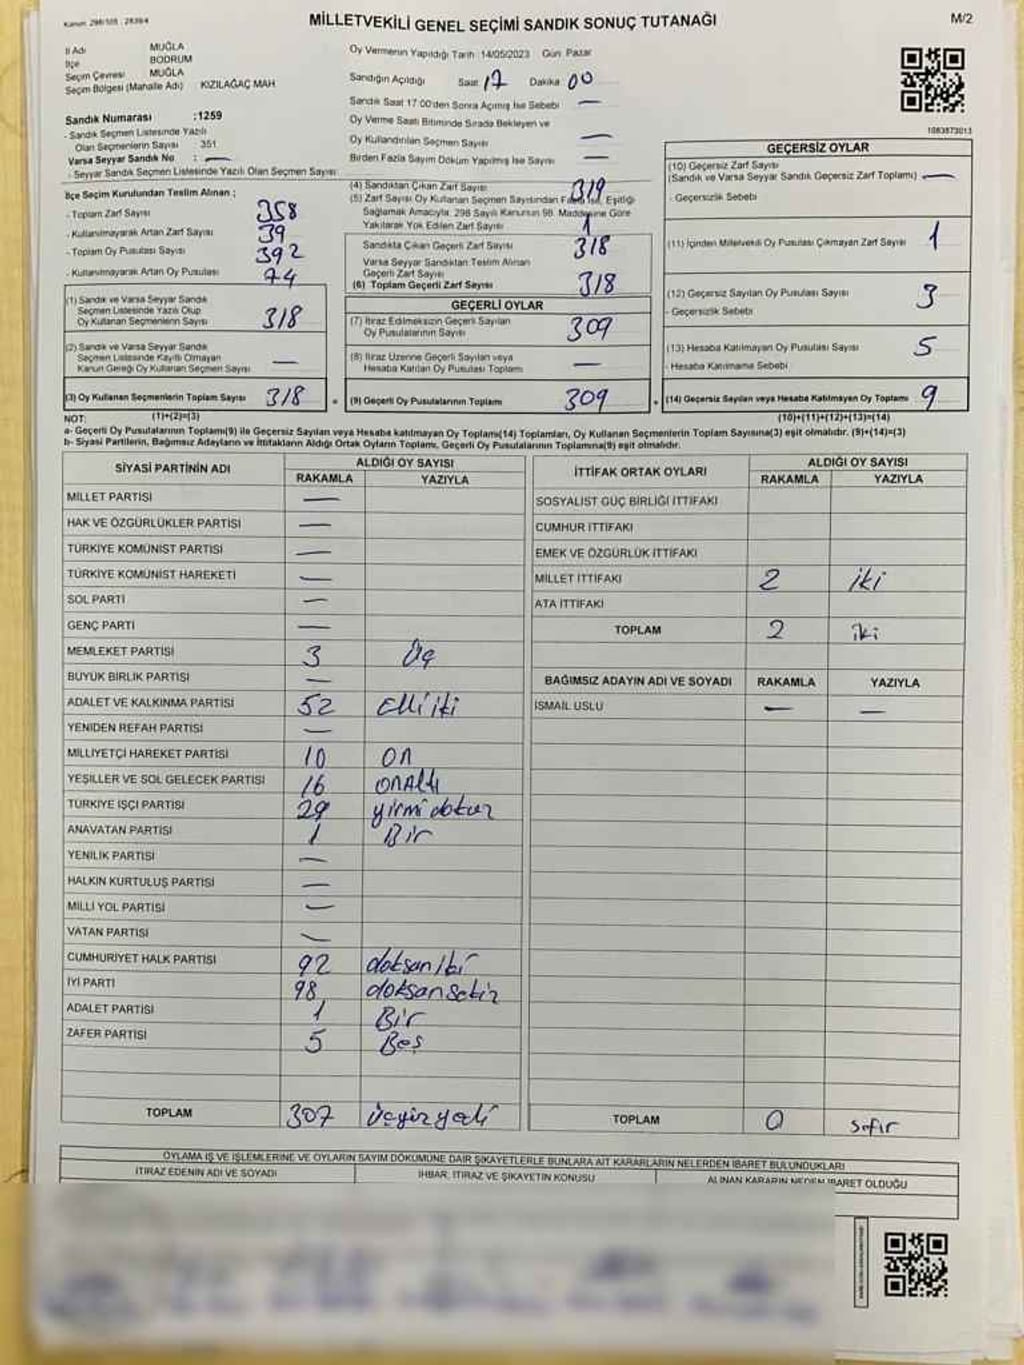 MİLLETVEKİLİ GENEL SEÇİMİ SANDIK SONUÇ TUTANAĞI
M/2
İl Adı MUĞLA
İlçe BODRUM
Seçim Çevresi MUĞLA
Seçim Bölgesi (Mahalle Adı) KIZILAĞAÇ MAH
Sandık Numarası :1259
- Sandık Seçmen Listesinde Yazılı
Olan Seçmenlerin Sayısı 351
Varsa Seyyar Sandık No : —
- Seyyar Sandık Seçmen Listesinde Yazılı Olan Seçmen Sayısı
Oy Vermenin Yapıldığı Tarih :14/05/2023 Gün: Pazar
Sandığın Açıldığı Saat 17 Dakika 00
Sandık Saat 17:00'den Sonra Açılmış İse Sebebi —
Oy Verme Saati Bitiminde Sırada Bekleyen ve
Oy Kullandırılan Seçmen Sayısı —
Birden Fazla Sayım Döküm Yapılmış İse Sayısı —
İlçe Seçim Kurulundan Teslim Alınan ;
- Toplam Zarf Sayısı 358
- Kullanılmayarak Artan Zarf Sayısı 39
- Toplam Oy Pusulası Sayısı 392
- Kullanılmayarak Artan Oy Pusulası 74
(1) Sandık ve Varsa Seyyar Sandık
Seçmen Listesinde Yazılı Olup
Oy Kullanan Seçmenlerin Sayısı 318
(2) Sandık ve Varsa Seyyar Sandık
Seçmen Listesinde Kayıtlı Olmayan
Kanun Gereği Oy Kullanan Seçmen Sayısı —
(3) Oy Kullanan Seçmenlerin Toplam Sayısı 318
(4) Sandıktan Çıkan Zarf Sayısı 319
(5) Zarf Sayısı Oy Kullanan Seçmen Sayısından Fazla İse, Eşitliği
Sağlamak Amacıyla, 298 Sayılı Kanunun 98. Maddesine Göre
Yakılarak Yok Edilen Zarf Sayısı 1
Sandıkta Çıkan Geçerli Zarf Sayısı 318
Varsa Seyyar Sandıktan Teslim Alınan
Geçerli Zarf Sayısı
(6) Toplam Geçerli Zarf Sayısı 318
GEÇERLİ OYLAR
(7) İtiraz Edilmeksizin Geçerli Sayılan
Oy Pusulalarının Sayısı 309
(8) İtiraz Üzerine Geçerli Sayılan veya
Hesaba Katılan Oy Pusulaları Toplamı —
(9) Geçerli Oy Pusulalarının Toplamı 309
1083873013
GEÇERSİZ OYLAR
(10) Geçersiz Zarf Sayısı
(Sandık ve Varsa Seyyar Sandık Geçersiz Zarf Toplamı) —
- Geçersizlik Sebebi
(11) İçinden Milletvekili Oy Pusulası Çıkmayan Zarf Sayısı 1
(12) Geçersiz Sayılan Oy Pusulası Sayısı 3
- Geçersizlik Sebebi
(13) Hesaba Katılmayan Oy Pusulası Sayısı 5
- Hesaba Katılmama Sebebi
(14) Geçersiz Sayılan veya Hesaba Katılmayan Oy Toplamı 9
NOT: (1)+(2)=(3) (10)+(11)+(12)+(13)=(14)
a- Geçerli Oy Pusulalarının Toplamı(9) ile Geçersiz Sayılan veya Hesaba katılmayan Oy Toplamı(14) Toplamları, Oy Kullanan Seçmenlerin Toplam Sayısına(3) eşit olmalıdır. (9)+(14)=(3)
b- Siyasi Partilerin, Bağımsız Adayların ve İttifakların Aldığı Ortak Oyların Toplamı, Geçerli Oy Pusulalarının Toplamına(9) eşit olmalıdır.
SİYASİ PARTİNİN ADI ALDIĞI OY SAYISI
RAKAMLA YAZIYLA
MİLLET PARTİSİ —
HAK VE ÖZGÜRLÜKLER PARTİSİ —
TÜRKİYE KOMÜNİST PARTİSİ —
TÜRKİYE KOMÜNİST HAREKETİ —
SOL PARTİ —
GENÇ PARTİ —
MEMLEKET PARTİSİ 3 Üç
BÜYÜK BİRLİK PARTİSİ —
ADALET VE KALKINMA PARTİSİ 52 Elli iki
YENİDEN REFAH PARTİSİ —
MİLLİYETÇİ HAREKET PARTİSİ 10 On
YEŞİLLER VE SOL GELECEK PARTİSİ 16 onaltı
TÜRKİYE İŞÇİ PARTİSİ 29 yirmi dokuz
ANAVATAN PARTİSİ 1 Bir
YENİLİK PARTİSİ —
HALKIN KURTULUŞ PARTİSİ —
MİLLİ YOL PARTİSİ —
VATAN PARTİSİ —
CUMHURİYET HALK PARTİSİ 92 doksan iki
İYİ PARTİ 98 doksan sekiz
ADALET PARTİSİ 1 Bir
ZAFER PARTİSİ 5 Beş
TOPLAM 307 üçyüz yedi
İTTİFAK ORTAK OYLARI ALDIĞI OY SAYISI
RAKAMLA YAZIYLA
SOSYALİST GÜÇ BİRLİĞİ İTTİFAKI
CUMHUR İTTİFAKI
EMEK VE ÖZGÜRLÜK İTTİFAKI
MİLLET İTTİFAKI 2 iki
ATA İTTİFAKI
TOPLAM 2 iki
BAĞIMSIZ ADAYIN ADI VE SOYADI RAKAMLA YAZIYLA
İSMAİL USLU — —
TOPLAM 0 Sıfır
OYLAMA İŞ VE İŞLEMLERİNE VE OYLARIN SAYIM DÖKÜMÜNE DAİR ŞİKAYETLERLE BUNLARA AİT KARARLARIN NELERDEN İBARET BULUNDUKLARI
İTİRAZ EDENİN ADI VE SOYADI İHBAR, İTİRAZ VE ŞİKAYETİN KONUSU ALINAN KARARIN NEDEN İBARET OLDUĞU